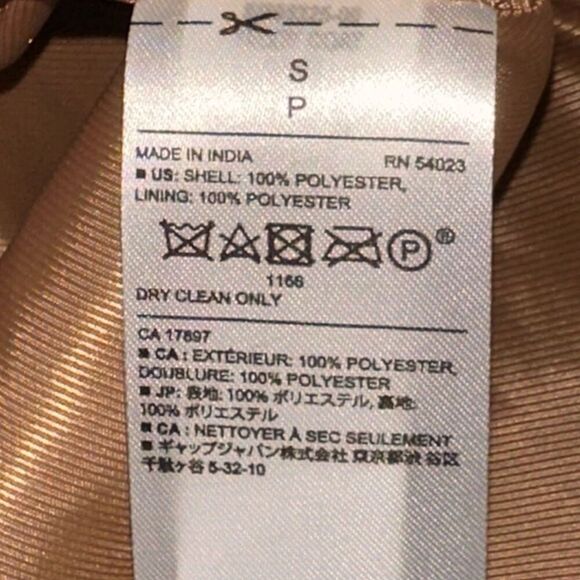 S
P
MADE IN INDIA RN 54023
■ US: SHELL: 100% POLYESTER,
LINING: 100% POLYESTER
P ®
1166
DRY CLEAN ONLY
CA 17897
■ CA : EXTÉRIEUR: 100% POLYESTER,
DOUBLURE: 100% POLYESTER
■ JP: 表地: 100% ポリエステル, 裏地:
100% ポリエステル
■ CA : NETTOYER À SEC SEULEMENT
■ ギャップジャパン株式会社 東京都渋谷区
千駄ヶ谷 5-32-10